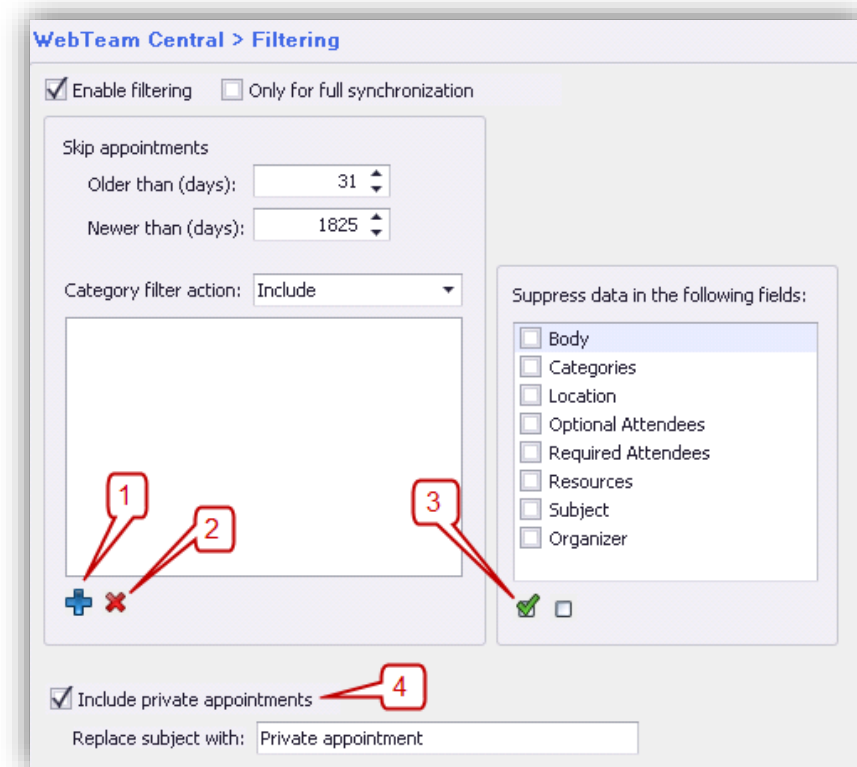 WebTeam Central > Filtering
Enable filtering
Only for full synchronization
Skip appointments
Older than (days): 31
Newer than (days): 1825
Category filter action: Include
1
2
Suppress data in the following fields:
Body
Categories
Location
Optional Attendees
Required Attendees
Resources
Subject
Organizer
3
Include private appointments
4
Replace subject with: Private appointment